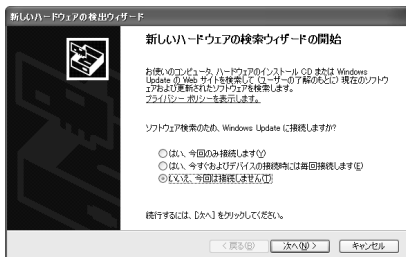 新しいハードウェアの検出ウィザード
新しいハードウェアの検索ウィザードの開始
お使いのコンピュータ、ハードウェアのインストール CD または Windows
Update の Web サイトを検索して (ユーザーの了解のもとに) 現在のソフトウ
ェアおよび更新されたソフトウェアを検索します。
プライバシー ポリシーを表示します。
ソフトウェア検索のため、Windows Update に接続しますか?
はい、今回のみ接続します(Y)
はい、今すぐおよびデバイスの接続時には毎回接続します(E)
いいえ、今回は接続しません(T)
続行するには、[次へ] をクリックしてください。
< 戻る(B)
次へ(N) >
キャンセル